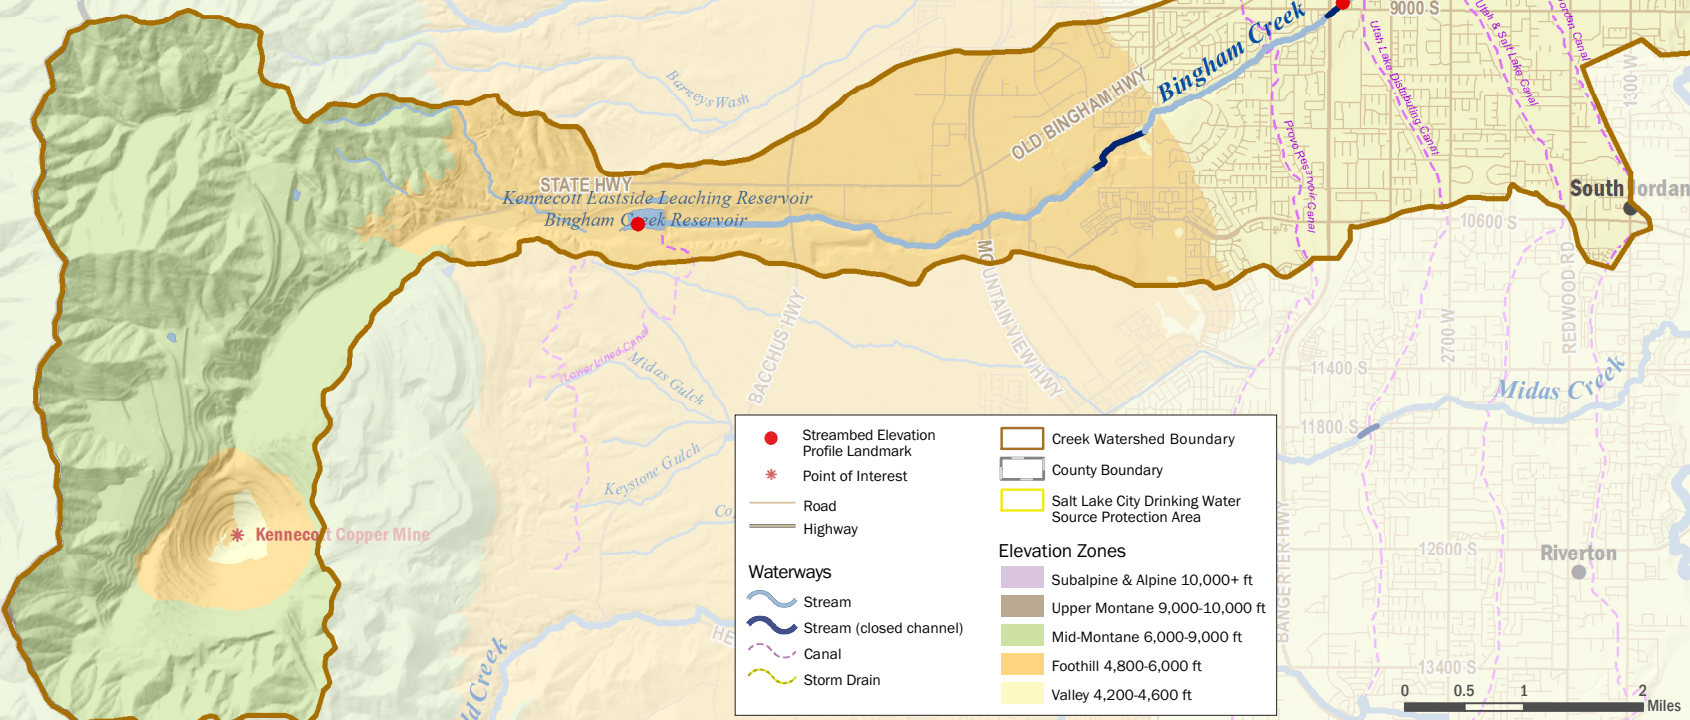 Bingham Creek
9000 S
Utah Lake Distributing Canal
Utah & Salt Lake Canal
Jordan Canal
1300 W
Barneys Wash
OLD BINGHAM HWY
Provo Reservoir Canal
STATE HWY
Kennecott Eastside Leaching Reservoir
Bingham Creek Reservoir
South Jordan
10600 S
MOUNTAIN VIEW HWY
BACCHUS HWY
REDWOOD RD
2700 W
Midas Gulch
11400 S
Midas Creek
11800 S
Keystone Gulch
Co
Kennecott Copper Mine
12600 S
Riverton
BANGERTER HWY
HE
13400 S
ld Creek
Streambed Elevation
Profile Landmark
Point of Interest
Road
Highway
Waterways
Stream
Stream (closed channel)
Canal
Storm Drain
Creek Watershed Boundary
County Boundary
Salt Lake City Drinking Water
Source Protection Area
Elevation Zones
Subalpine & Alpine 10,000+ ft
Upper Montane 9,000-10,000 ft
Mid-Montane 6,000-9,000 ft
Foothill 4,800-6,000 ft
Valley 4,200-4,600 ft
0 0.5 1 2
Miles